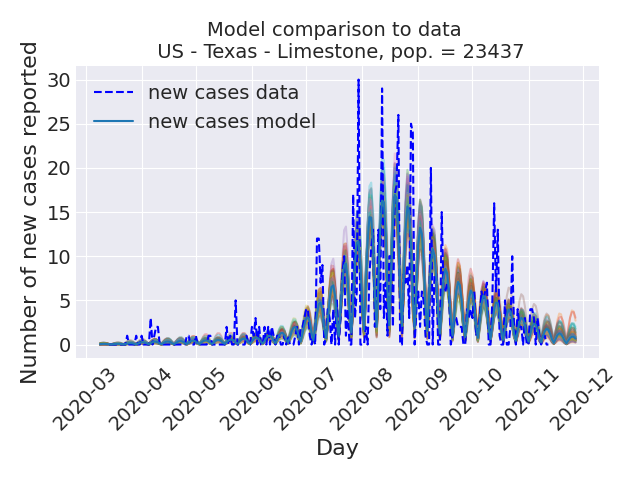 Model comparison to data
US - Texas - Limestone, pop. = 23437
Number of new cases reported
30
25
20
15
10
5
0
new cases data
new cases model
2020-03
2020-04
2020-05
2020-06
2020-07
2020-08
2020-09
2020-10
2020-11
2020-12
Day